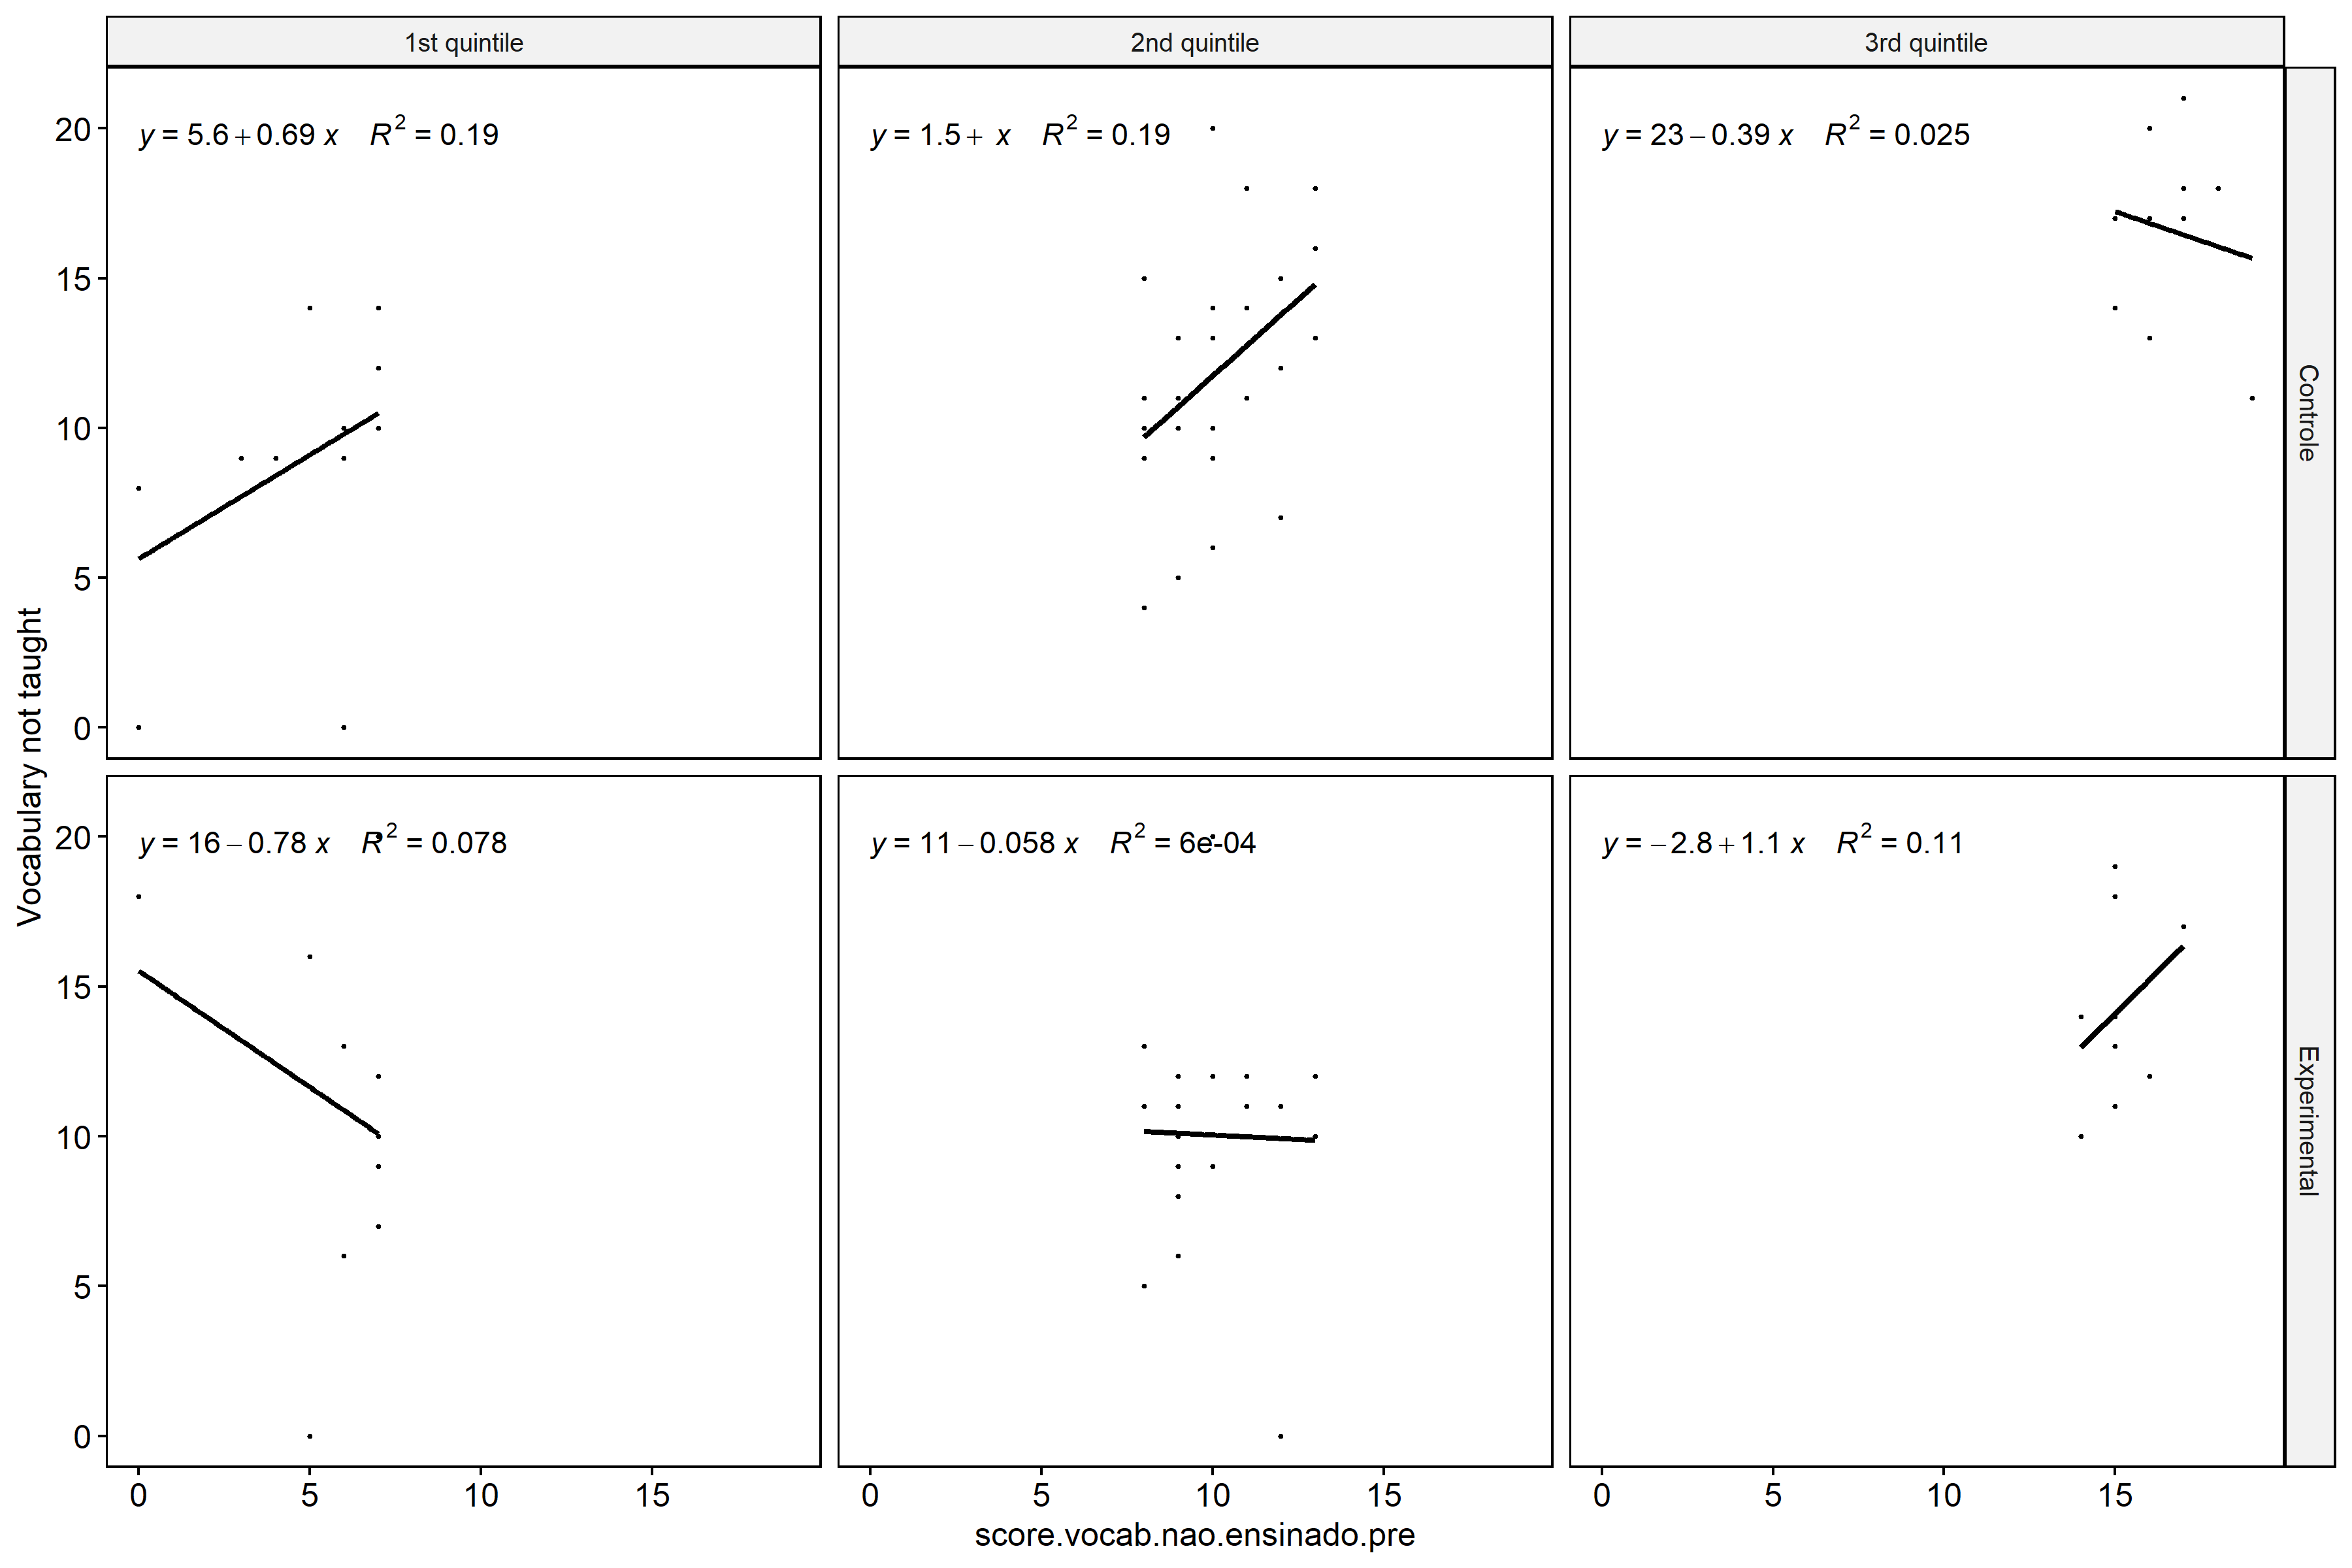 1st quintile 2nd quintile 3rd quintile
y = 5.6 + 0.69 x R² = 0.19
y = 1.5 + x R² = 0.19
y = 23 − 0.39 x R² = 0.025
20
15
10
5
0
Controle
Vocabulary not taught
y = 16 − 0.78 x R² = 0.078
y = 11 − 0.058 x R² = 6e-04
y = −2.8 + 1.1 x R² = 0.11
20
15
10
5
0
Experimental
0 5 10 15 0 5 10 15 0 5 10 15
score.vocab.nao.ensinado.pre